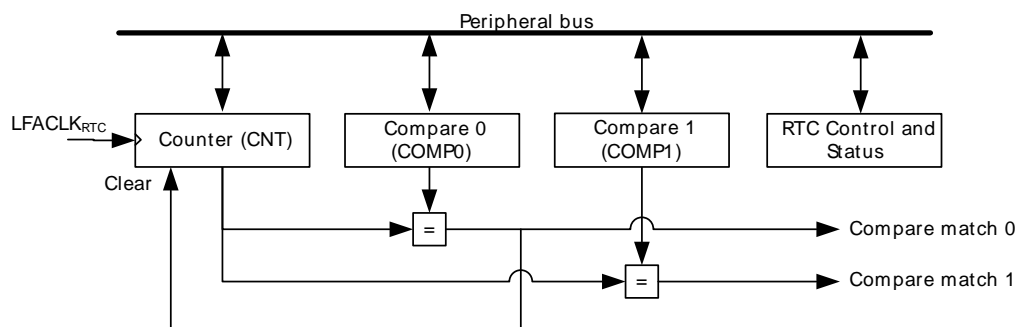 Peripheral bus
LFACLKRTC
Counter (CNT)
Compare 0
(COMP0)
Compare 1
(COMP1)
RTC Control and
Status
Clear
=
Compare match 0
=
Compare match 1